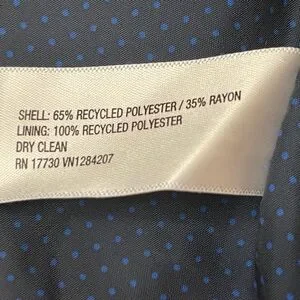 SHELL: 65% RECYCLED POLYESTER / 35% RAYON
LINING: 100% RECYCLED POLYESTER
DRY CLEAN
RN 17730 VN1284207